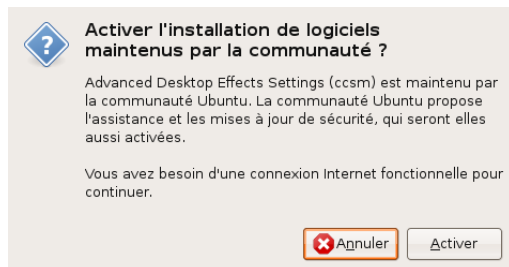 Activer l'installation de logiciels
maintenus par la communauté ?
Advanced Desktop Effects Settings (ccsm) est maintenu par
la communauté Ubuntu. La communauté Ubuntu propose
l'assistance et les mises à jour de sécurité, qui seront elles
aussi activées.
Vous avez besoin d'une connexion Internet fonctionnelle pour
continuer.
Annuler
Activer